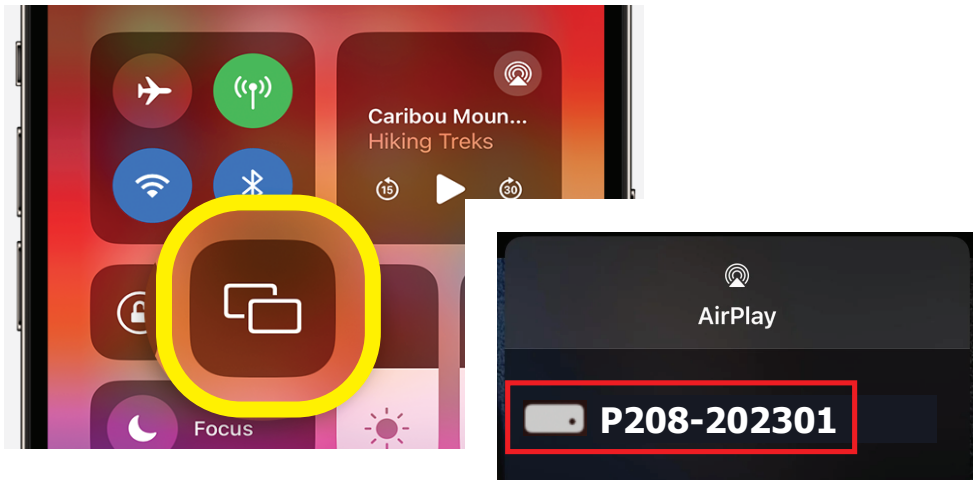 Caribou Moun...
Hiking Treks
15
30
Focus
AirPlay
P208-202301